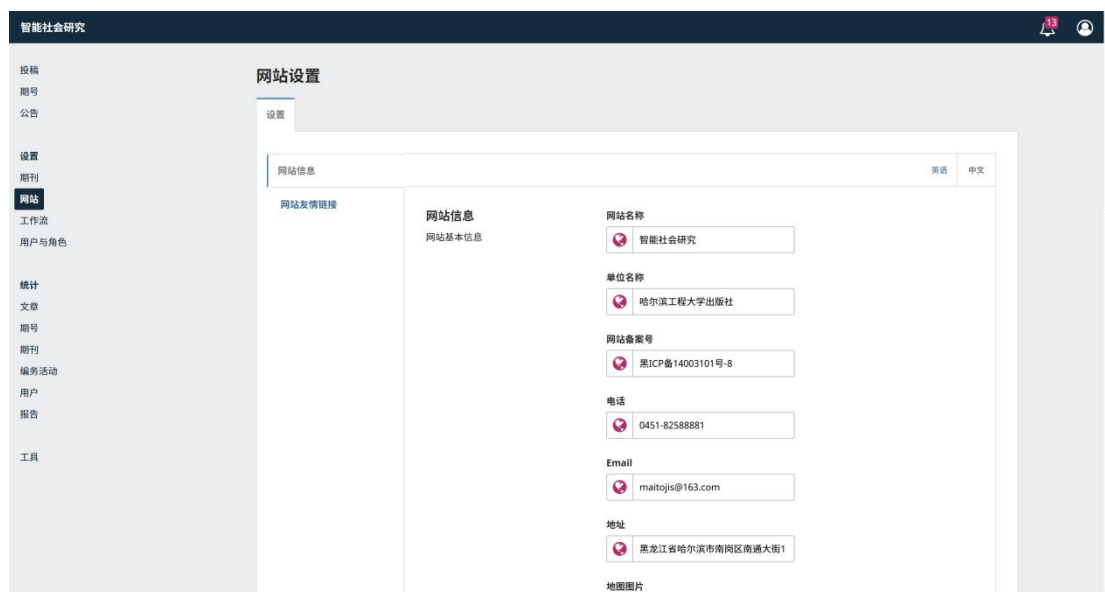 智能社会研究
13
投稿
期号
公告
设置
期刊
网站
工作流
用户与角色
统计
文章
期号
期刊
编务活动
用户
报告
工具
网站设置
设置
网站信息
网站友情链接
英语
中文
网站信息
网站基本信息
网站名称
智能社会研究
单位名称
哈尔滨工程大学出版社
网站备案号
黑ICP备14003101号-8
电话
0451-82588881
Email
maitojis@163.com
地址
黑龙江省哈尔滨市南岗区南通大街1
地图图片